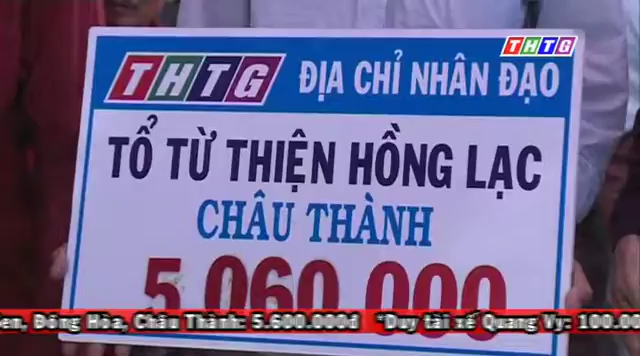 THTG
THTG ĐỊA CHỈ NHÂN ĐẠO
TỔ TỪ THIỆN HỒNG LẠC
CHÂU THÀNH
5.060.000
Đông Hòa, Châu Thành: 5.600.000đ *Duy tài xế Quang Vy: 100.0